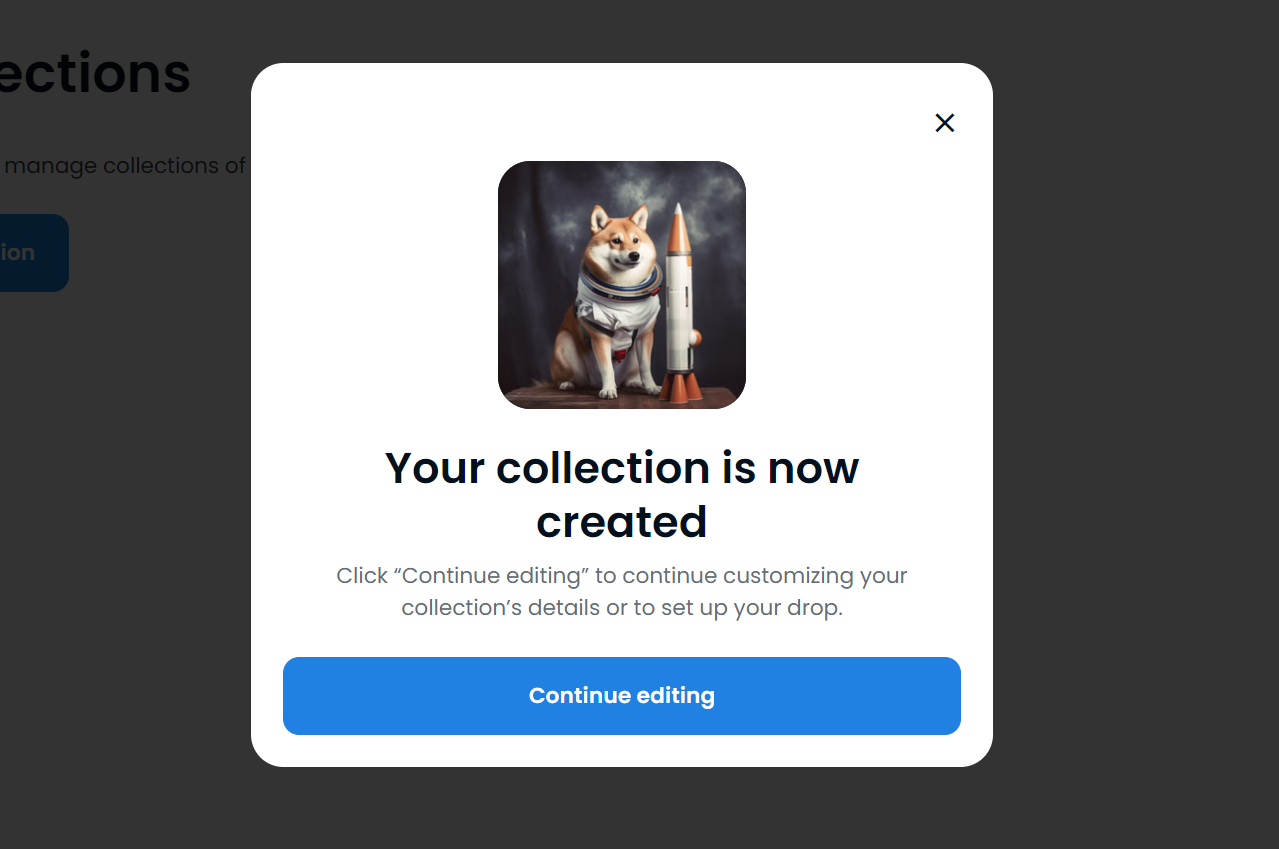 ections
manage collections of
ion
Your collection is now
created
Click “Continue editing” to continue customizing your
collection’s details or to set up your drop.
Continue editing